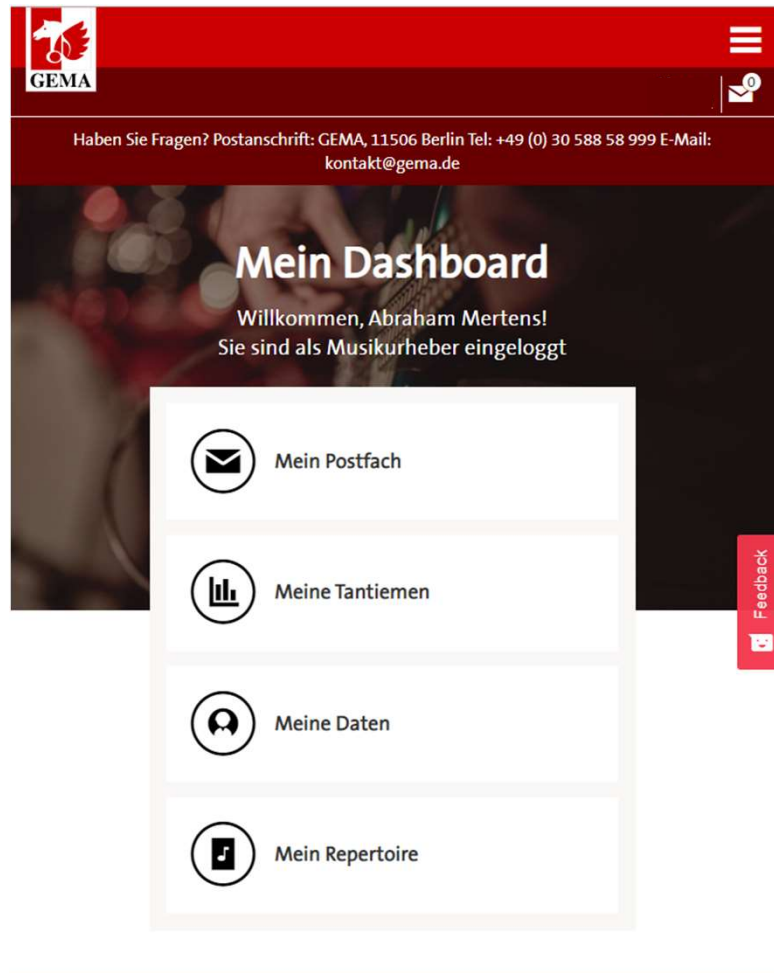 GEMA
0
Haben Sie Fragen? Postanschrift: GEMA, 11506 Berlin Tel: +49 (0) 30 588 58 999 E-Mail:
kontakt@gema.de
Mein Dashboard
Willkommen, Abraham Mertens!
Sie sind als Musikurheber eingeloggt
Mein Postfach
Meine Tantiemen
Feedback
Meine Daten
Mein Repertoire